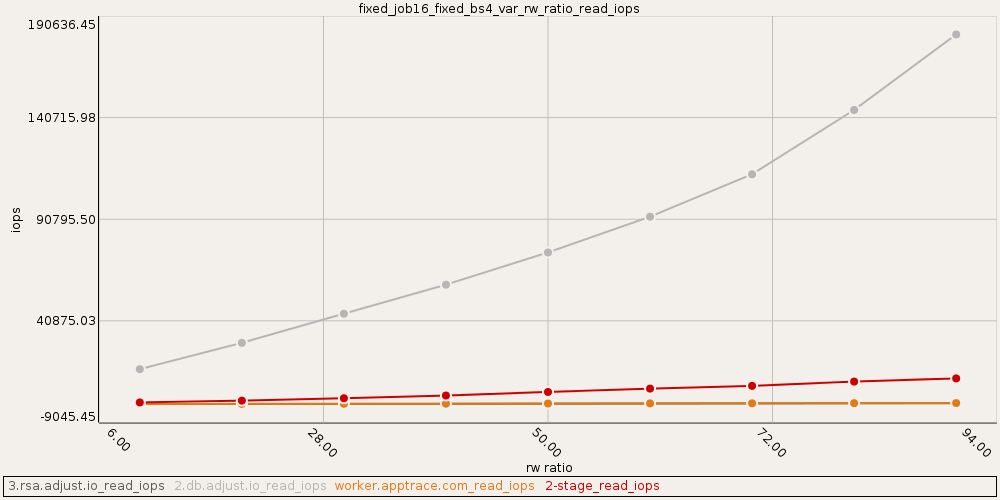 fixed_job16_fixed_bs4_var_rw_ratio_read_iops
190636.45
140715.98
90795.50
40875.03
-9045.45
iops
6.00 28.00 50.00 72.00 94.00
rw ratio
3.rsa.adjust.io_read_iops 2.db.adjust.io_read_iops worker.apptrace.com_read_iops 2-stage_read_iops